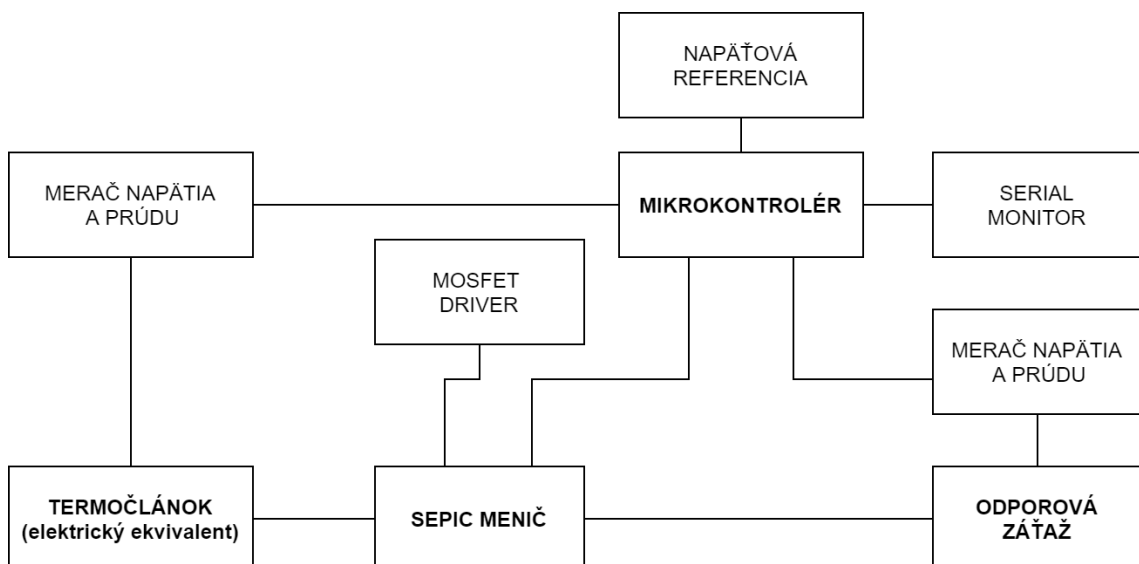 NAPÄŤOVÁ
REFERENCIA
MERAČ NAPÄTIA
A PRÚDU
MIKROKONTROLÉR
SERIAL
MONITOR
MOSFET
DRIVER
MERAČ NAPÄTIA
A PRÚDU
TERMOČLÁNOK
(elektrický ekvivalent)
SEPIC MENIČ
ODPOROVÁ
ZÁŤAŽ